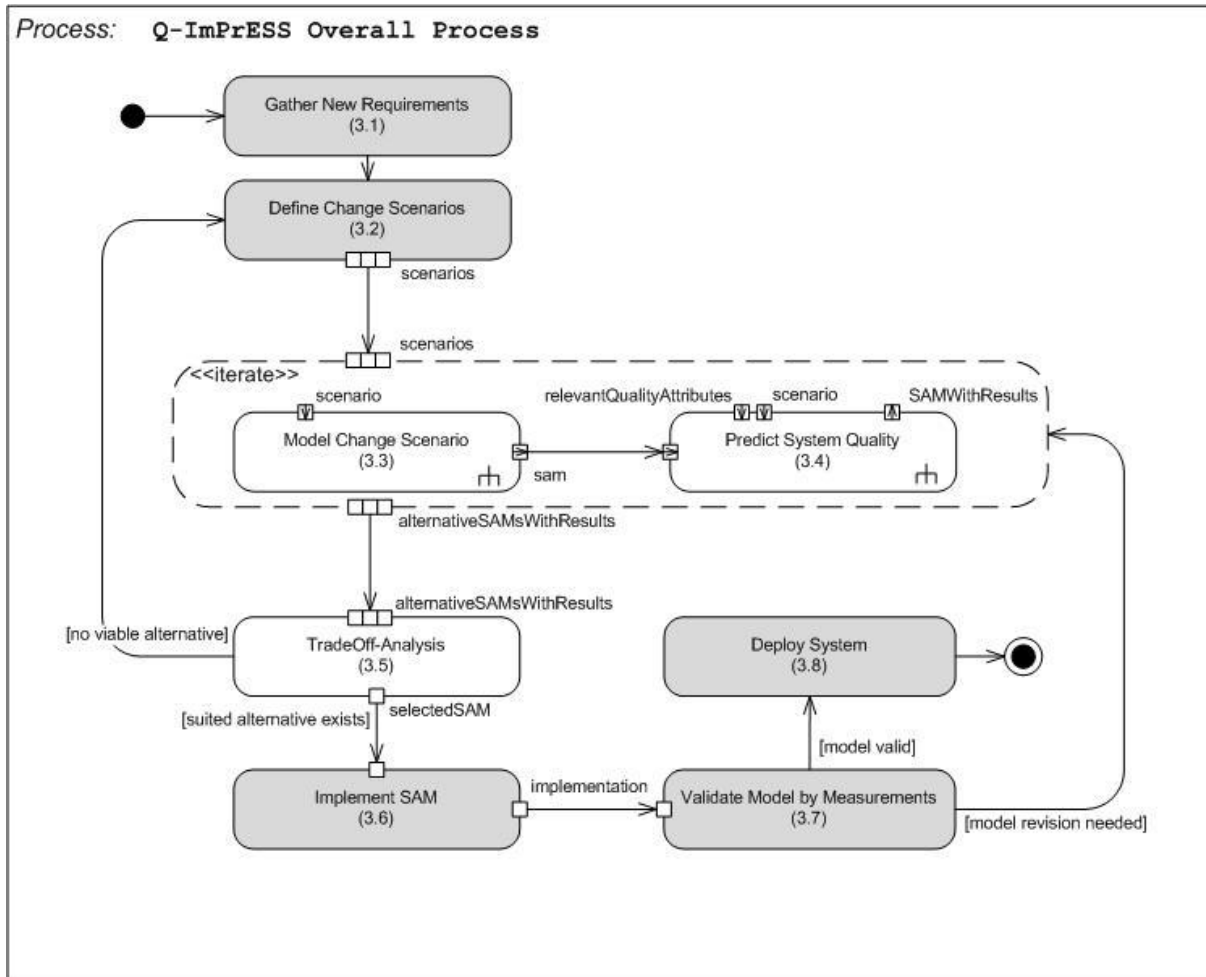 Process: Q-ImPrESS Overall Process
Gather New Requirements
(3.1)
Define Change Scenarios
(3.2)
scenarios
scenarios
<<iterate>>
scenario
relevantQualityAttributes
scenario
SAMWithResults
Model Change Scenario
(3.3)
sam
Predict System Quality
(3.4)
alternativeSAMsWithResults
alternativeSAMsWithResults
[no viable alternative]
TradeOff-Analysis
(3.5)
Deploy System
(3.8)
selectedSAM
[suited alternative exists]
[model valid]
Implement SAM
(3.6)
implementation
Validate Model by Measurements
(3.7)
[model revision needed]